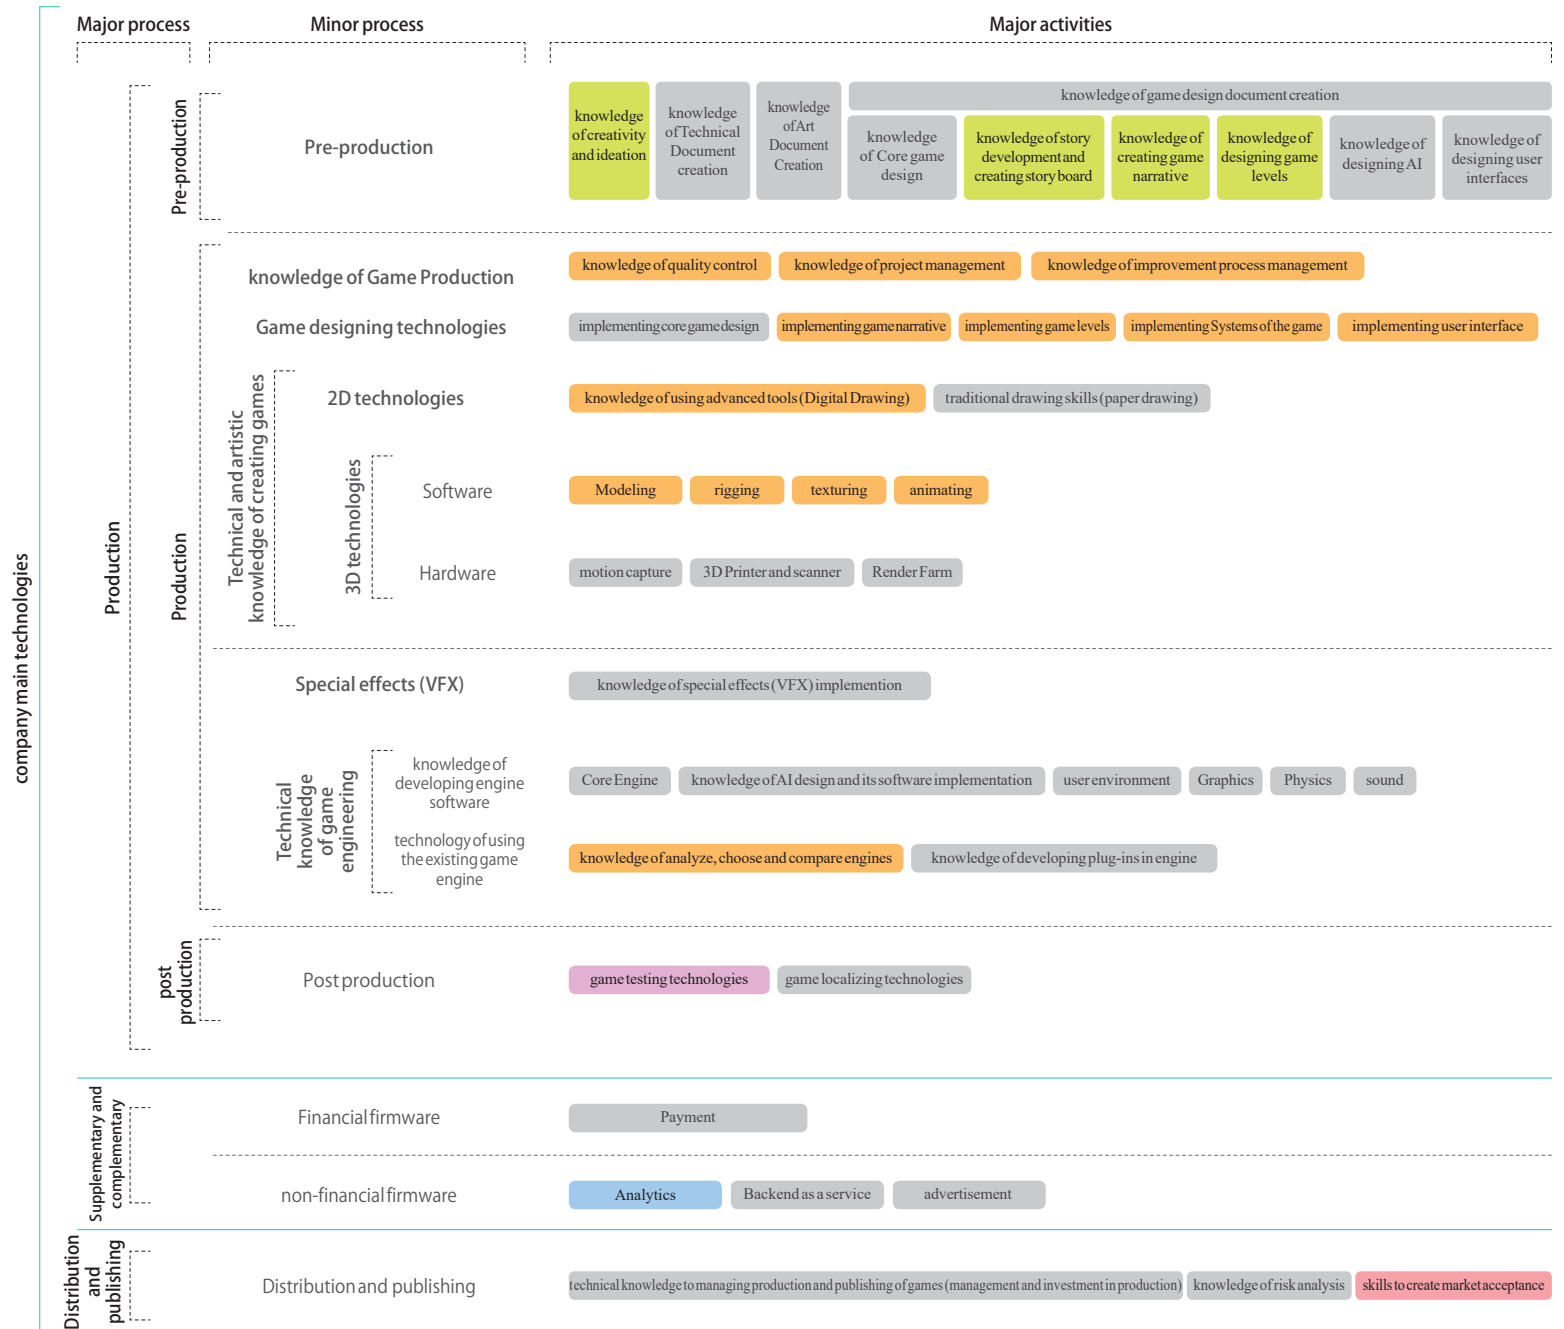 Major process
Minor process
Major activities
company main technologies
Production
Pre-production
Pre-production
knowledge
of creativity
and ideation
knowledge
of Technical
Document
creation
knowledge
of Art
Document
Creation
knowledge of game design document creation
knowledge
of Core game
design
knowledge of story
development and
creating story board
knowledge of
creating game
narrative
knowledge of
designing game
levels
knowledge of
designing AI
knowledge of
designing user
interfaces
Production
knowledge of Game Production
knowledge of quality control
knowledge of project management
knowledge of improvement process management
Game designing technologies
implementing core game design
implementing game narrative
implementing game levels
implementing Systems of the game
implementing user interface
Technical and artistic
knowledge of creating games
2D technologies
knowledge of using advanced tools (Digital Drawing)
traditional drawing skills (paper drawing)
3D technologies
Software
Modeling
rigging
texturing
animating
Hardware
motion capture
3D Printer and scanner
Render Farm
Special effects (VFX)
knowledge of special effects (VFX) implemention
Technical
knowledge
of game
engineering
knowledge of
developing engine
software
Core Engine
knowledge of AI design and its software implementation
user environment
Graphics
Physics
sound
technology of using
the existing game
engine
knowledge of analyze, choose and compare engines
knowledge of developing plug-ins in engine
post
production
Post production
game testing technologies
game localizing technologies
Supplementary and
complementary
Financial firmware
Payment
non-financial firmware
Analytics
Backend as a service
advertisement
Distribution
and
publishing
Distribution and publishing
technical knowledge to managing production and publishing of games (management and investment in production)
knowledge of risk analysis
skills to create market acceptance